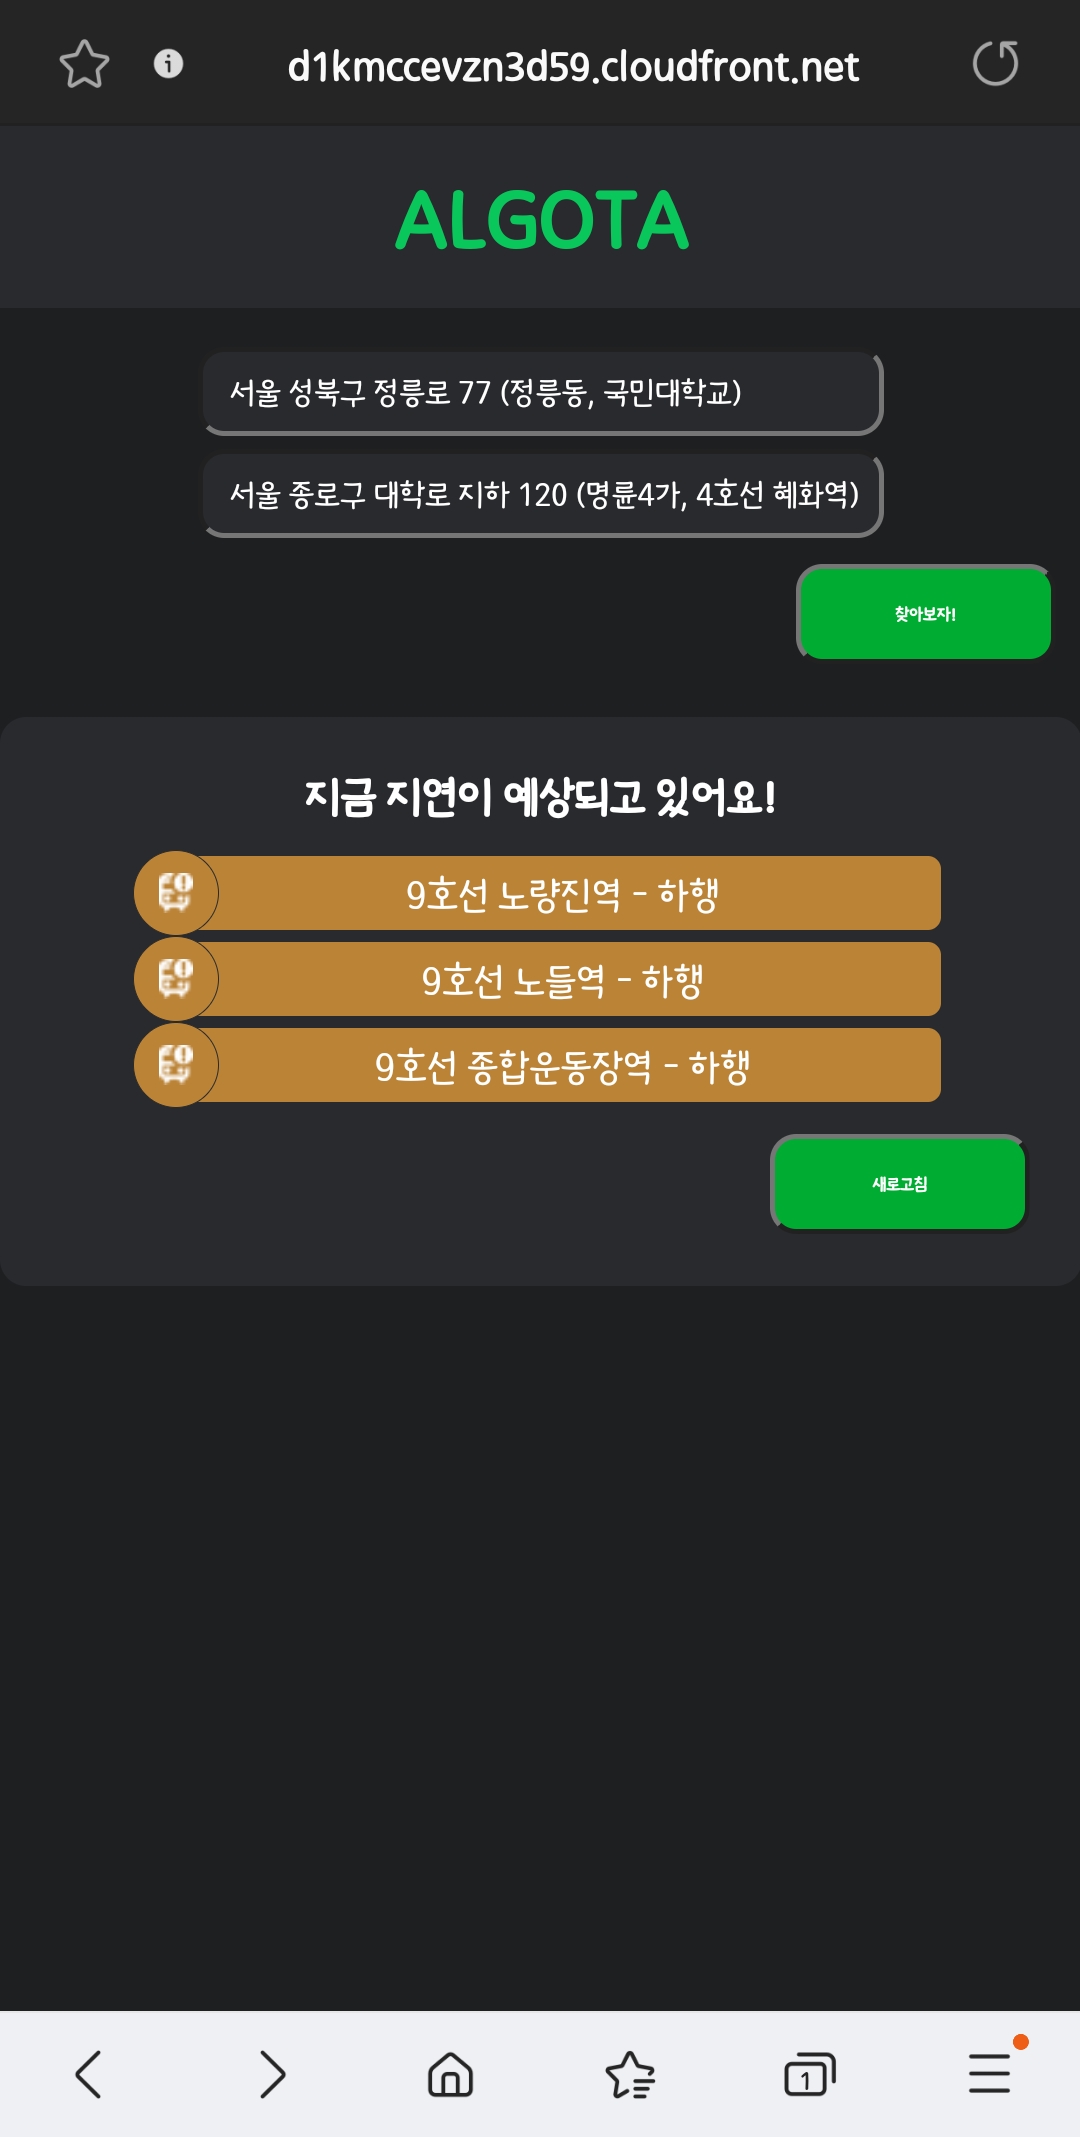 d1kmccevzn3d59.cloudfront.net
ALGOTA
서울 성북구 정릉로 77 (정릉동, 국민대학교)
서울 종로구 대학로 지하 120 (명륜4가, 4호선 혜화역)
찾아보자!
지금 지연이 예상되고 있어요!
9호선 노량진역 - 하행
9호선 노들역 - 하행
9호선 종합운동장역 - 하행
새로고침
1